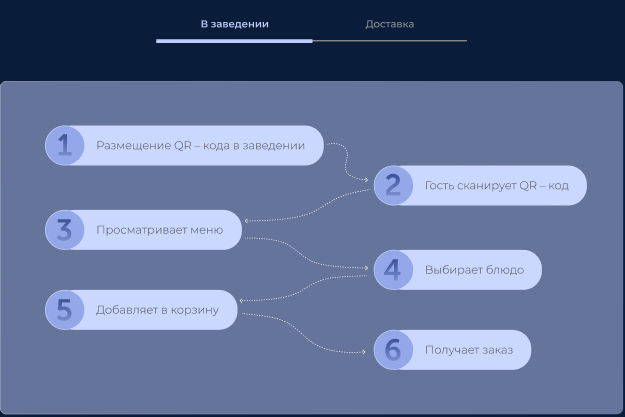 В заведении
Доставка
1 Размещение QR – кода в заведении
2 Гость сканирует QR – код
3 Просматривает меню
4 Выбирает блюдо
5 Добавляет в корзину
6 Получает заказ